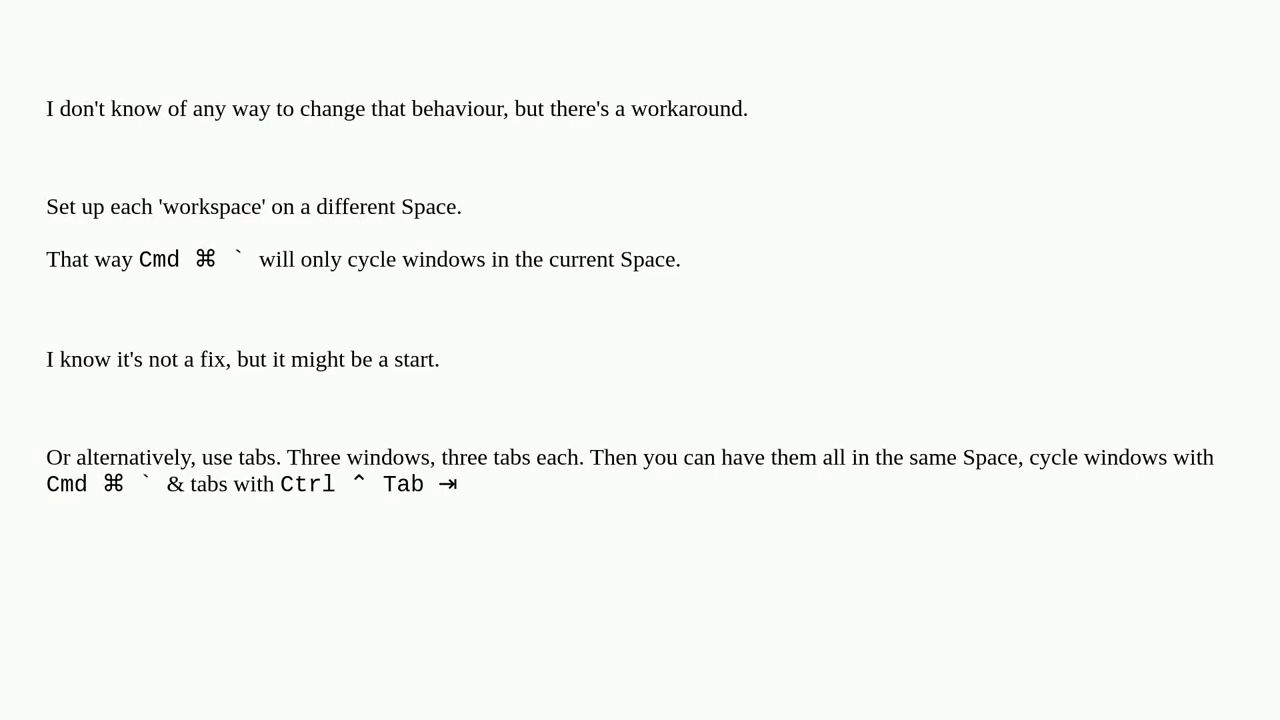 I don't know of any way to change that behaviour, but there's a workaround.
Set up each 'workspace' on a different Space.
That way Cmd ⌘ ` will only cycle windows in the current Space.
I know it's not a fix, but it might be a start.
Or alternatively, use tabs. Three windows, three tabs each. Then you can have them all in the same Space, cycle windows with
Cmd ⌘ ` & tabs with Ctrl ^ Tab ⇥